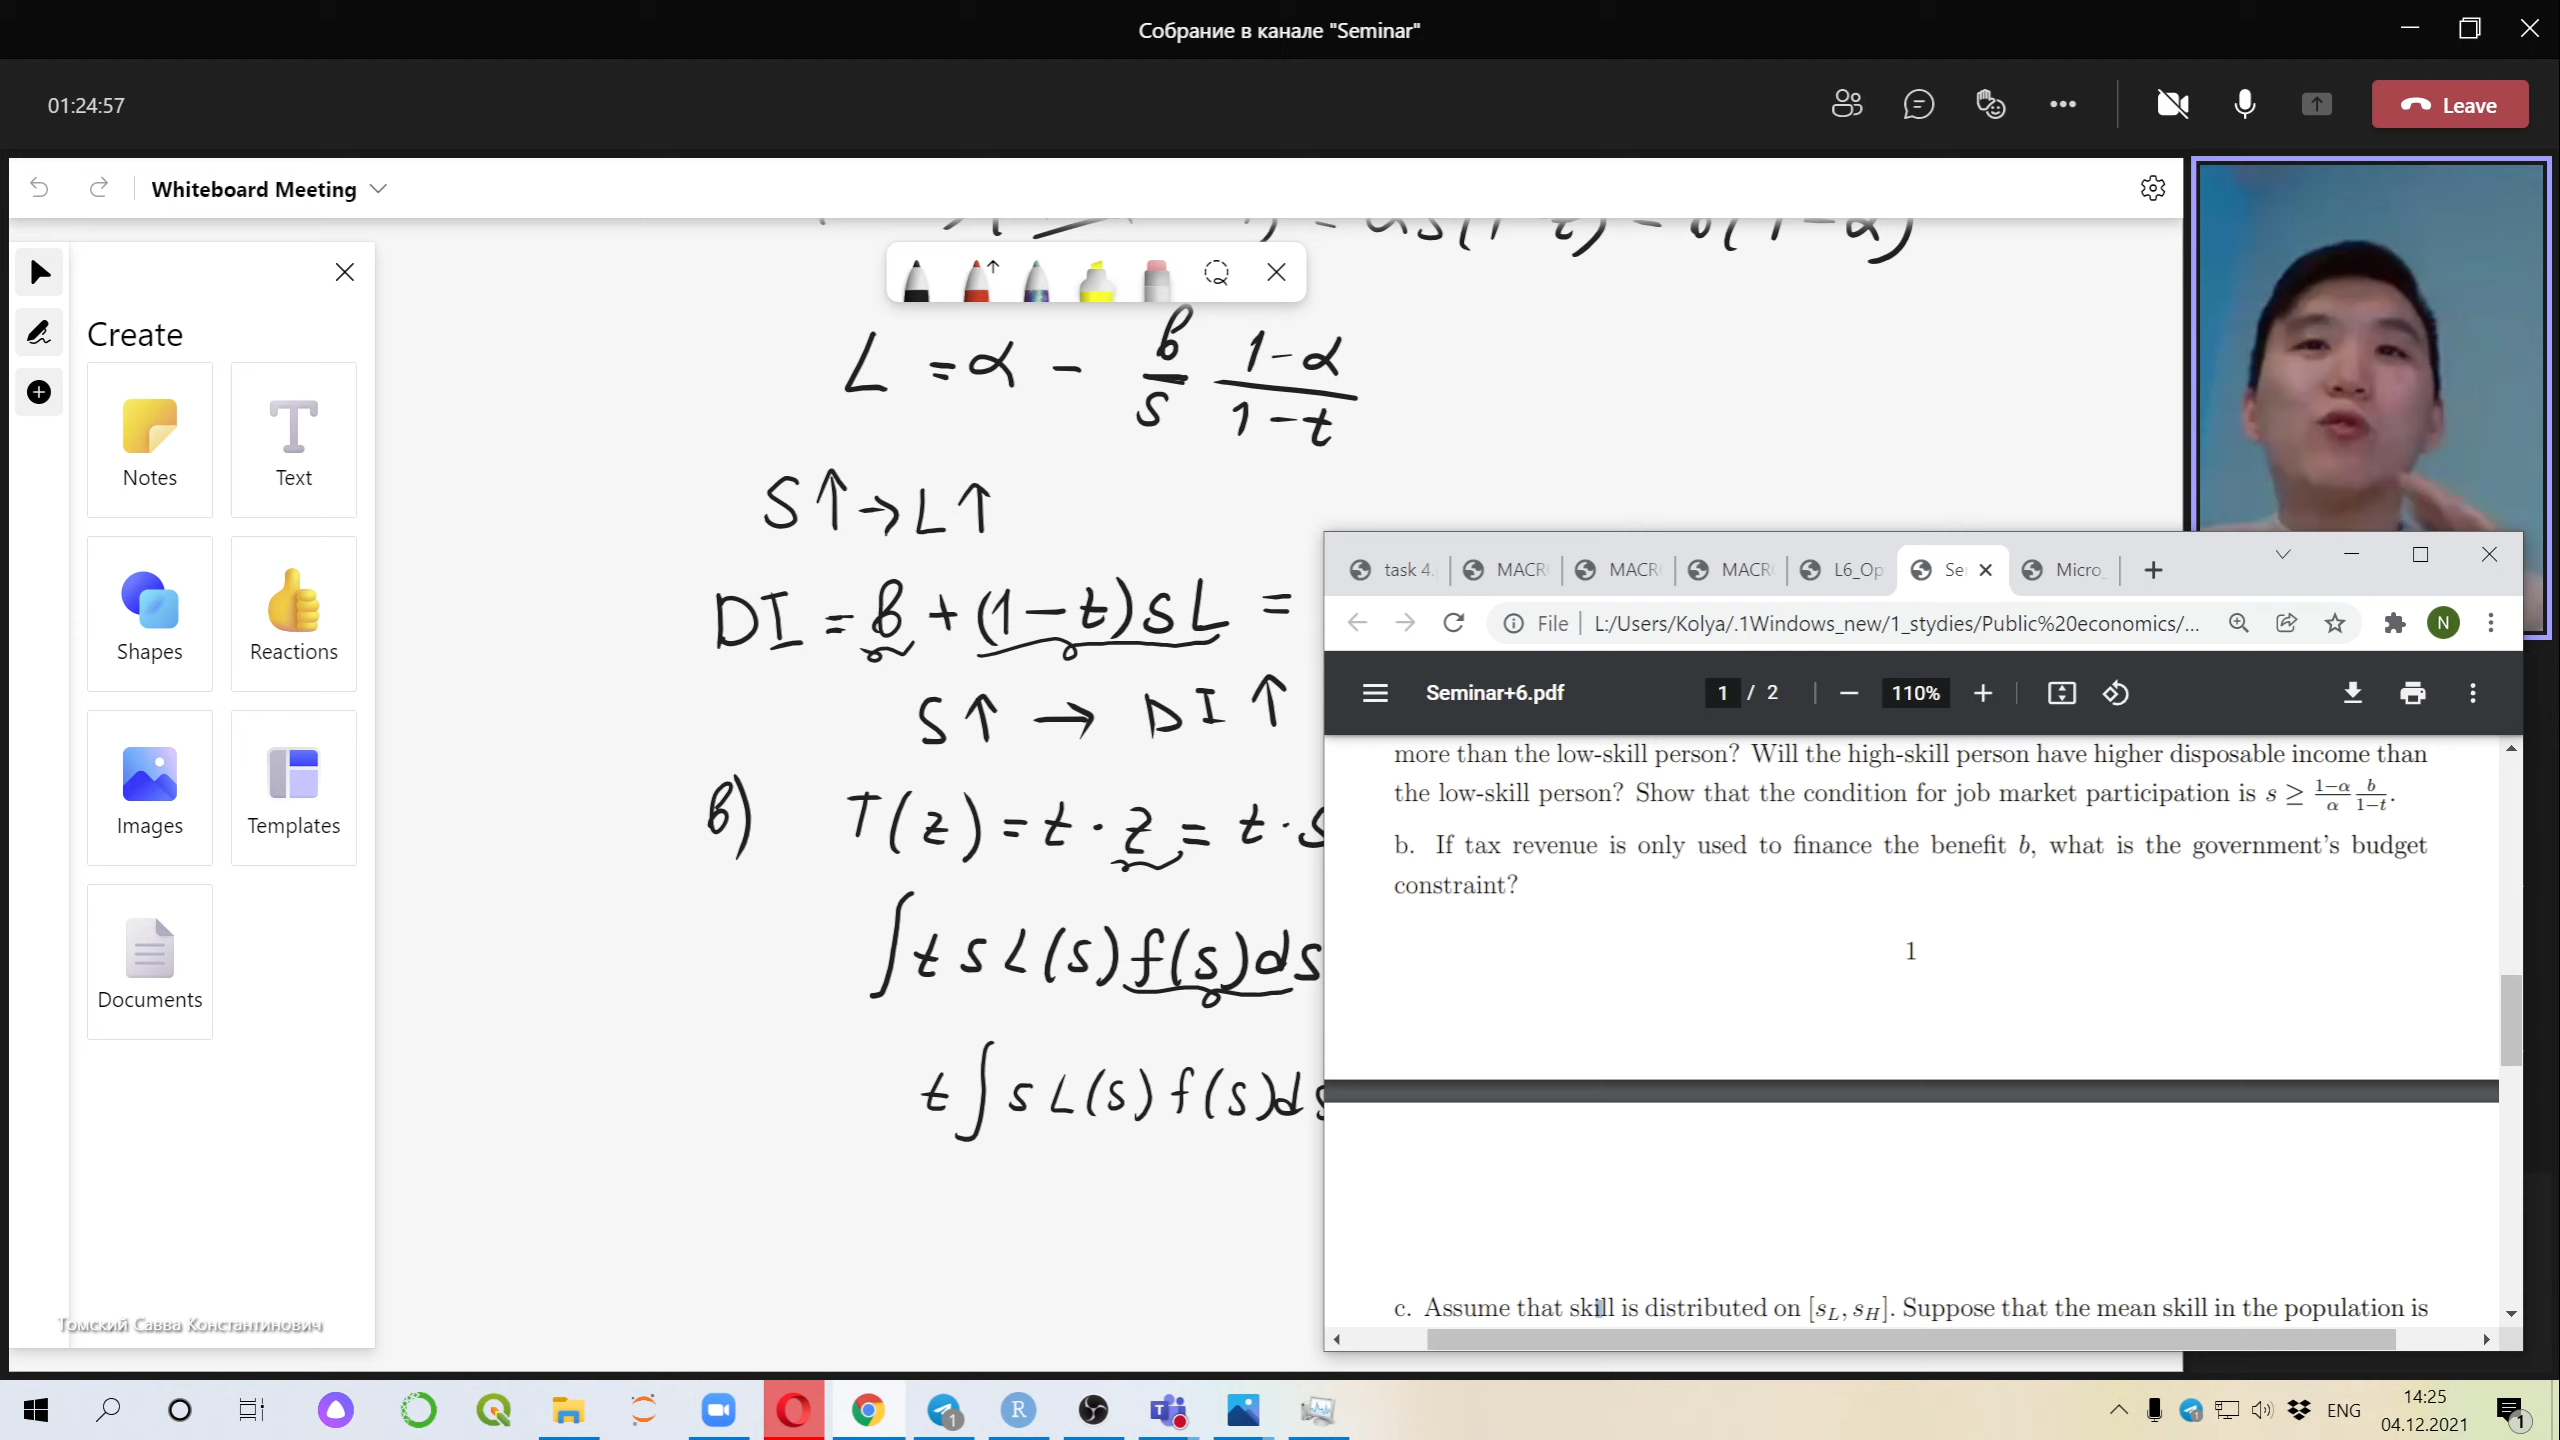 Собрание в канале "Seminar"
01:24:57
Leave
Whiteboard Meeting
Create
Notes
Text
Shapes
Reactions
Images
Templates
Documents
L = α - b/s (1-α)/(1-t)
S↑→L↑
DI = b + (1-t)sL =
S↑ → DI↑
b) T(z) = t·z = t·s
∫ t s L(s) f(s)ds
t∫ s L(s) f(s)ds
Томский Савва Константинович
task 4.
MACR
MACR
MACR
L6_Op
Se
Micro_
File
L:/Users/Kolya/.1Windows_new/1_stydies/Public%20economics/...
N
Seminar+6.pdf
1 / 2
110%
more than the low-skill person? Will the high-skill person have higher disposable income than
the low-skill person? Show that the condition for job market participation is s ≥ (1−α)/α b/(1−t).
b. If tax revenue is only used to finance the benefit b, what is the government's budget
constraint?
1
c. Assume that skill is distributed on [s_L, s_H]. Suppose that the mean skill in the population is
1
R
ENG
14:25
04.12.2021
1